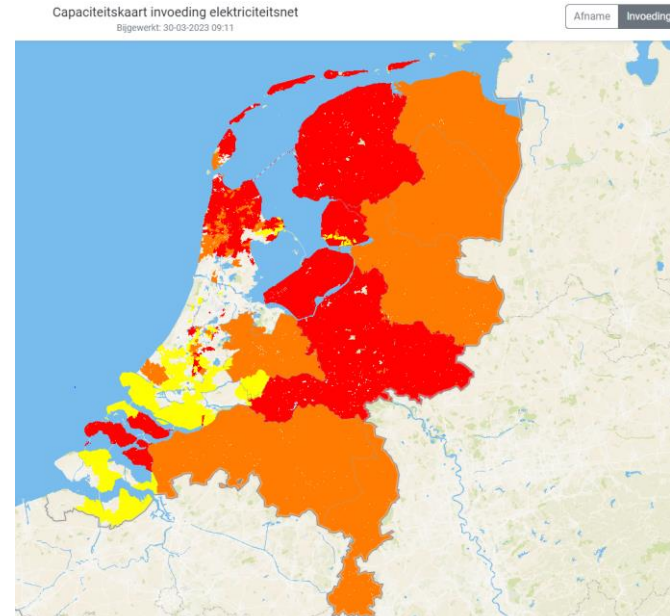 Capaciteitskaart invoeding elektriciteitsnet
Bijgewerkt: 30-03-2023 09:11
Afname Invoeding